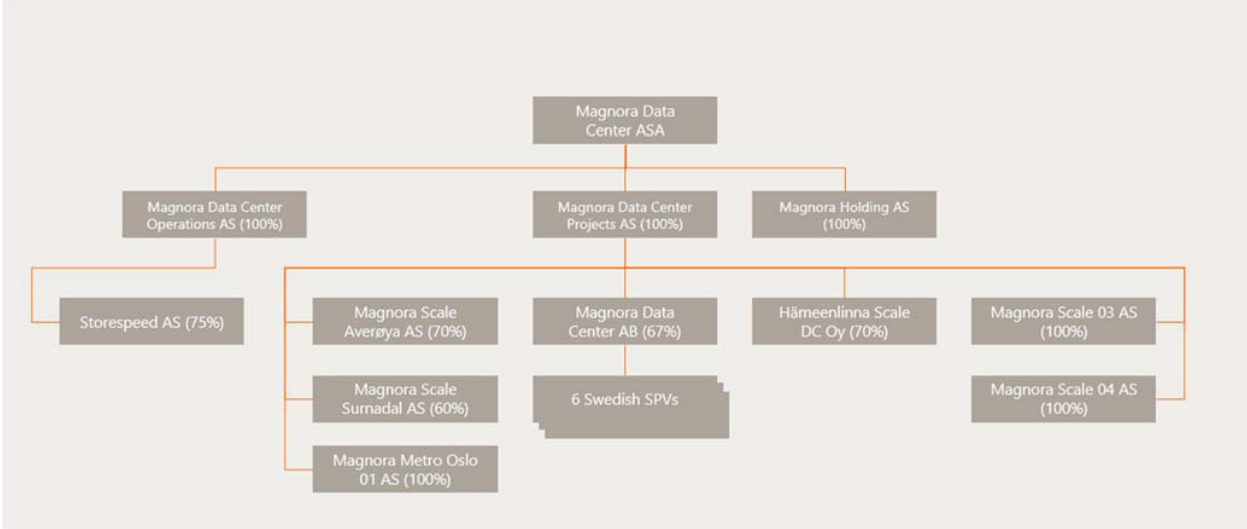 Magnora Data
Center ASA
Magnora Data Center
Operations AS (100%)
Magnora Data Center
Projects AS (100%)
Magnora Holding AS
(100%)
Storespeed AS (75%)
Magnora Scale
Averøya AS (70%)
Magnora Data
Center AB (67%)
Hämeenlinna Scale
DC Oy (70%)
Magnora Scale 03 AS
(100%)
Magnora Scale
Surnadal AS (60%)
6 Swedish SPVs
Magnora Scale 04 AS
(100%)
Magnora Metro Oslo
01 AS (100%)